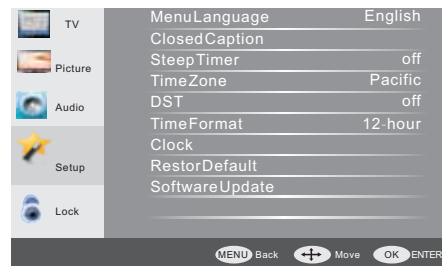 TV
Picture
Audio
Setup
Lock
MenuLanguage English
ClosedCaption
SteepTimer off
TimeZone Pacific
DST off
TimeFormat 12-hour
Clock
RestorDefault
SoftwareUpdate
MENU Back Move OK ENTER